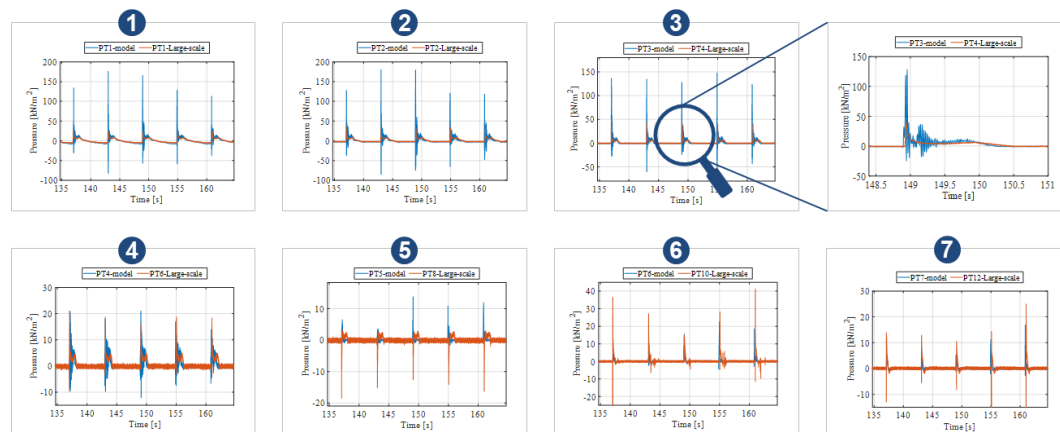 1
PT1-model PT1-Large-scale
200
150
100
50
0
-50
-100
Pressure [kN/m²]
135 140 145 150 155 160
Time [s]
2
PT2-model PT2-Large-scale
200
150
100
50
0
-50
-100
Pressure [kN/m²]
135 140 145 150 155 160
Time [s]
3
PT3-model PT4-Large-scale
150
100
50
0
-50
Pressure [kN/m²]
135 140 145 150 155 160
Time [s]
PT3-model PT4-Large-scale
150
100
50
0
-50
Pressure [kN/m²]
148.5 149 149.5 150 150.5 151
Time [s]
4
PT4-model PT6-Large-scale
30
20
10
0
-10
Pressure [kN/m²]
135 140 145 150 155 160
Time [s]
5
PT5-model PT8-Large-scale
10
0
-10
-20
Pressure [kN/m²]
135 140 145 150 155 160
Time [s]
6
PT6-model PT10-Large-scale
40
30
20
10
0
-10
-20
Pressure [kN/m²]
135 140 145 150 155 160
Time [s]
7
PT7-model PT12-Large-scale
30
20
10
0
-10
Pressure [kN/m²]
135 140 145 150 155 160
Time [s]